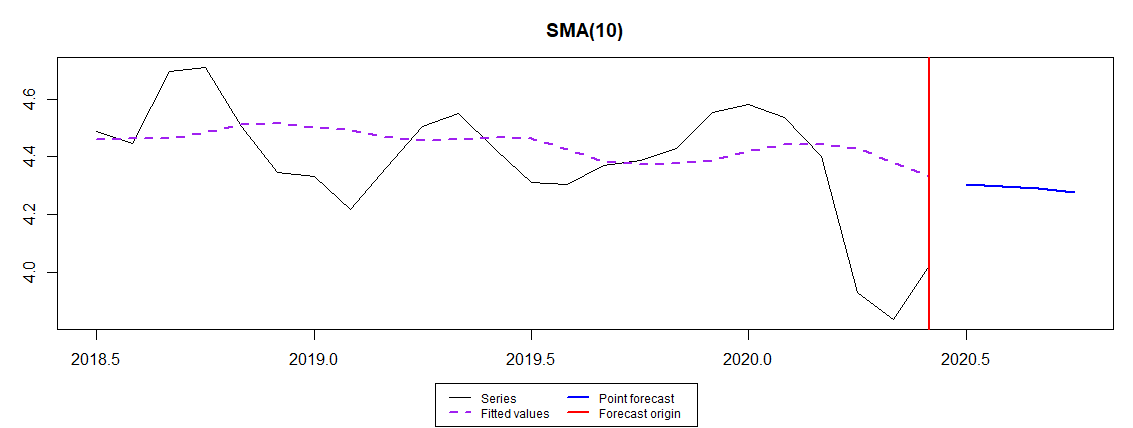 SMA(10)
4.6
4.4
4.2
4.0
2018.5 2019.0 2019.5 2020.0 2020.5
Series Point forecast
Fitted values Forecast origin